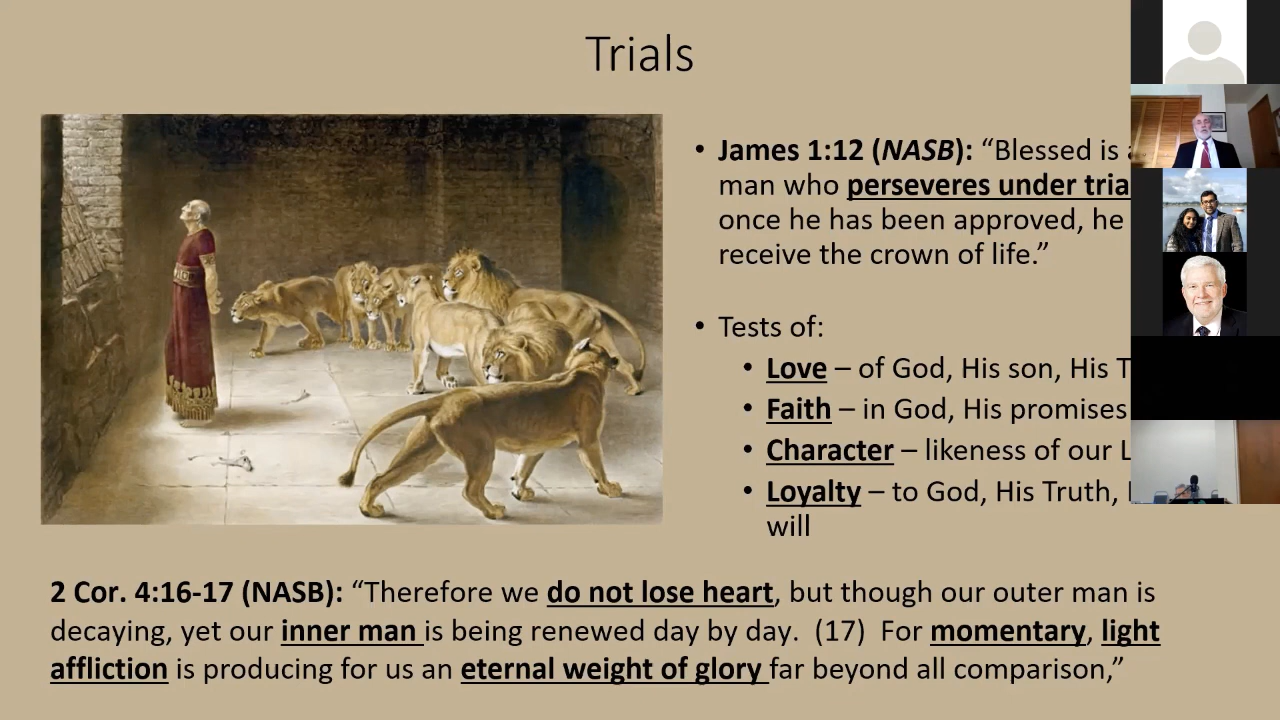 Trials
• James 1:12 (NASB): “Blessed is a
man who perseveres under tria
once he has been approved, he
receive the crown of life.”
• Tests of:
• Love – of God, His son, His T
• Faith – in God, His promises
• Character – likeness of our L
• Loyalty – to God, His Truth,
will
2 Cor. 4:16-17 (NASB): “Therefore we do not lose heart, but though our outer man is
decaying, yet our inner man is being renewed day by day. (17) For momentary, light
affliction is producing for us an eternal weight of glory far beyond all comparison,”